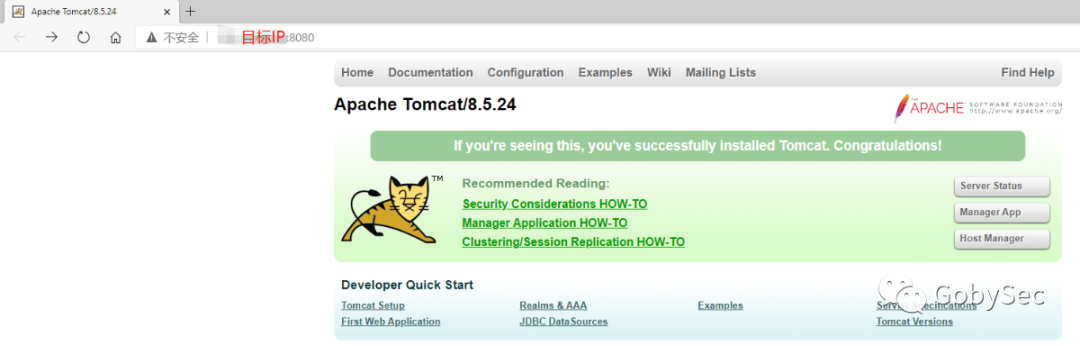 Apache Tomcat/8.5.24
不安全 | 目标IP:8080
Home Documentation Configuration Examples Wiki Mailing Lists Find Help
Apache Tomcat/8.5.24
THE APACHE SOFTWARE FOUNDATION
http://www.apache.org/
If you're seeing this, you've successfully installed Tomcat. Congratulations!
TM
Recommended Reading:
Security Considerations HOW-TO
Manager Application HOW-TO
Clustering/Session Replication HOW-TO
Server Status
Manager App
Host Manager
Developer Quick Start
Tomcat Setup Realms & AAA Examples Servlet Specifications
First Web Application JDBC DataSources Tomcat Versions
GobySec